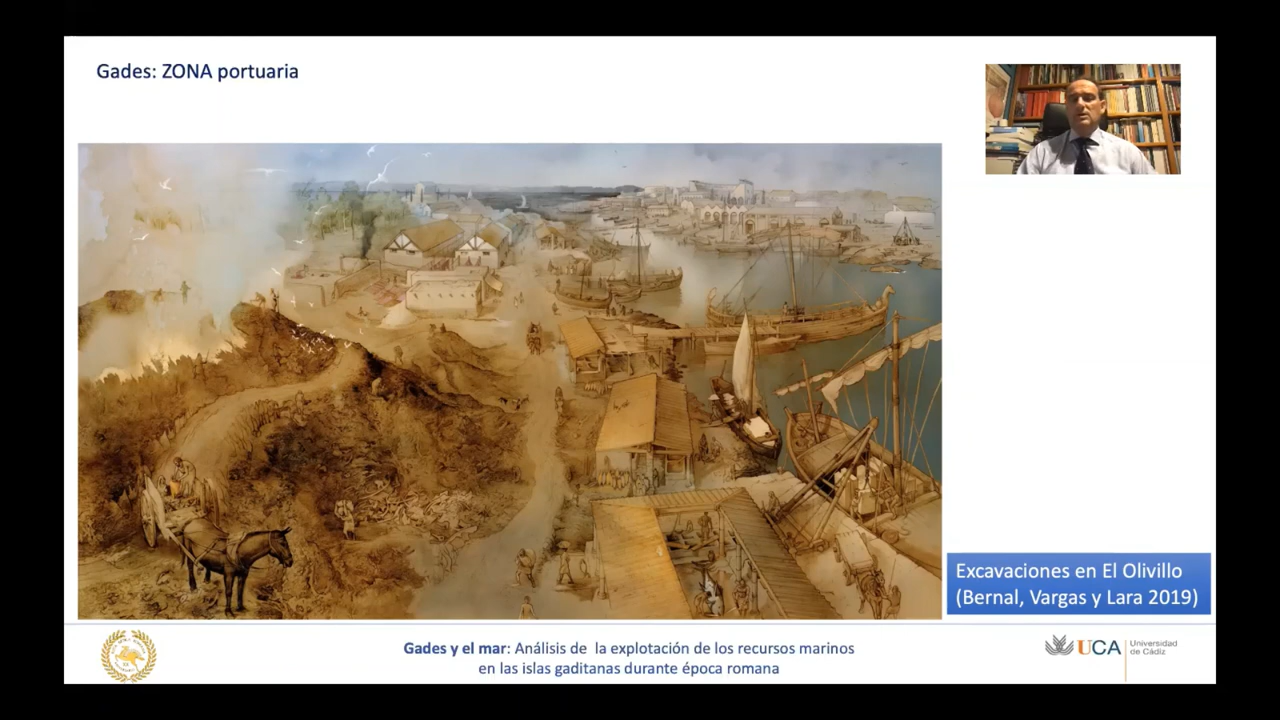 Gades: ZONA portuaria
Excavaciones en El Olivillo
(Bernal, Vargas y Lara 2019)
Gades y el mar: Análisis de la explotación de los recursos marinos
en las islas gaditanas durante época romana
UCA
Universidad
de Cádiz